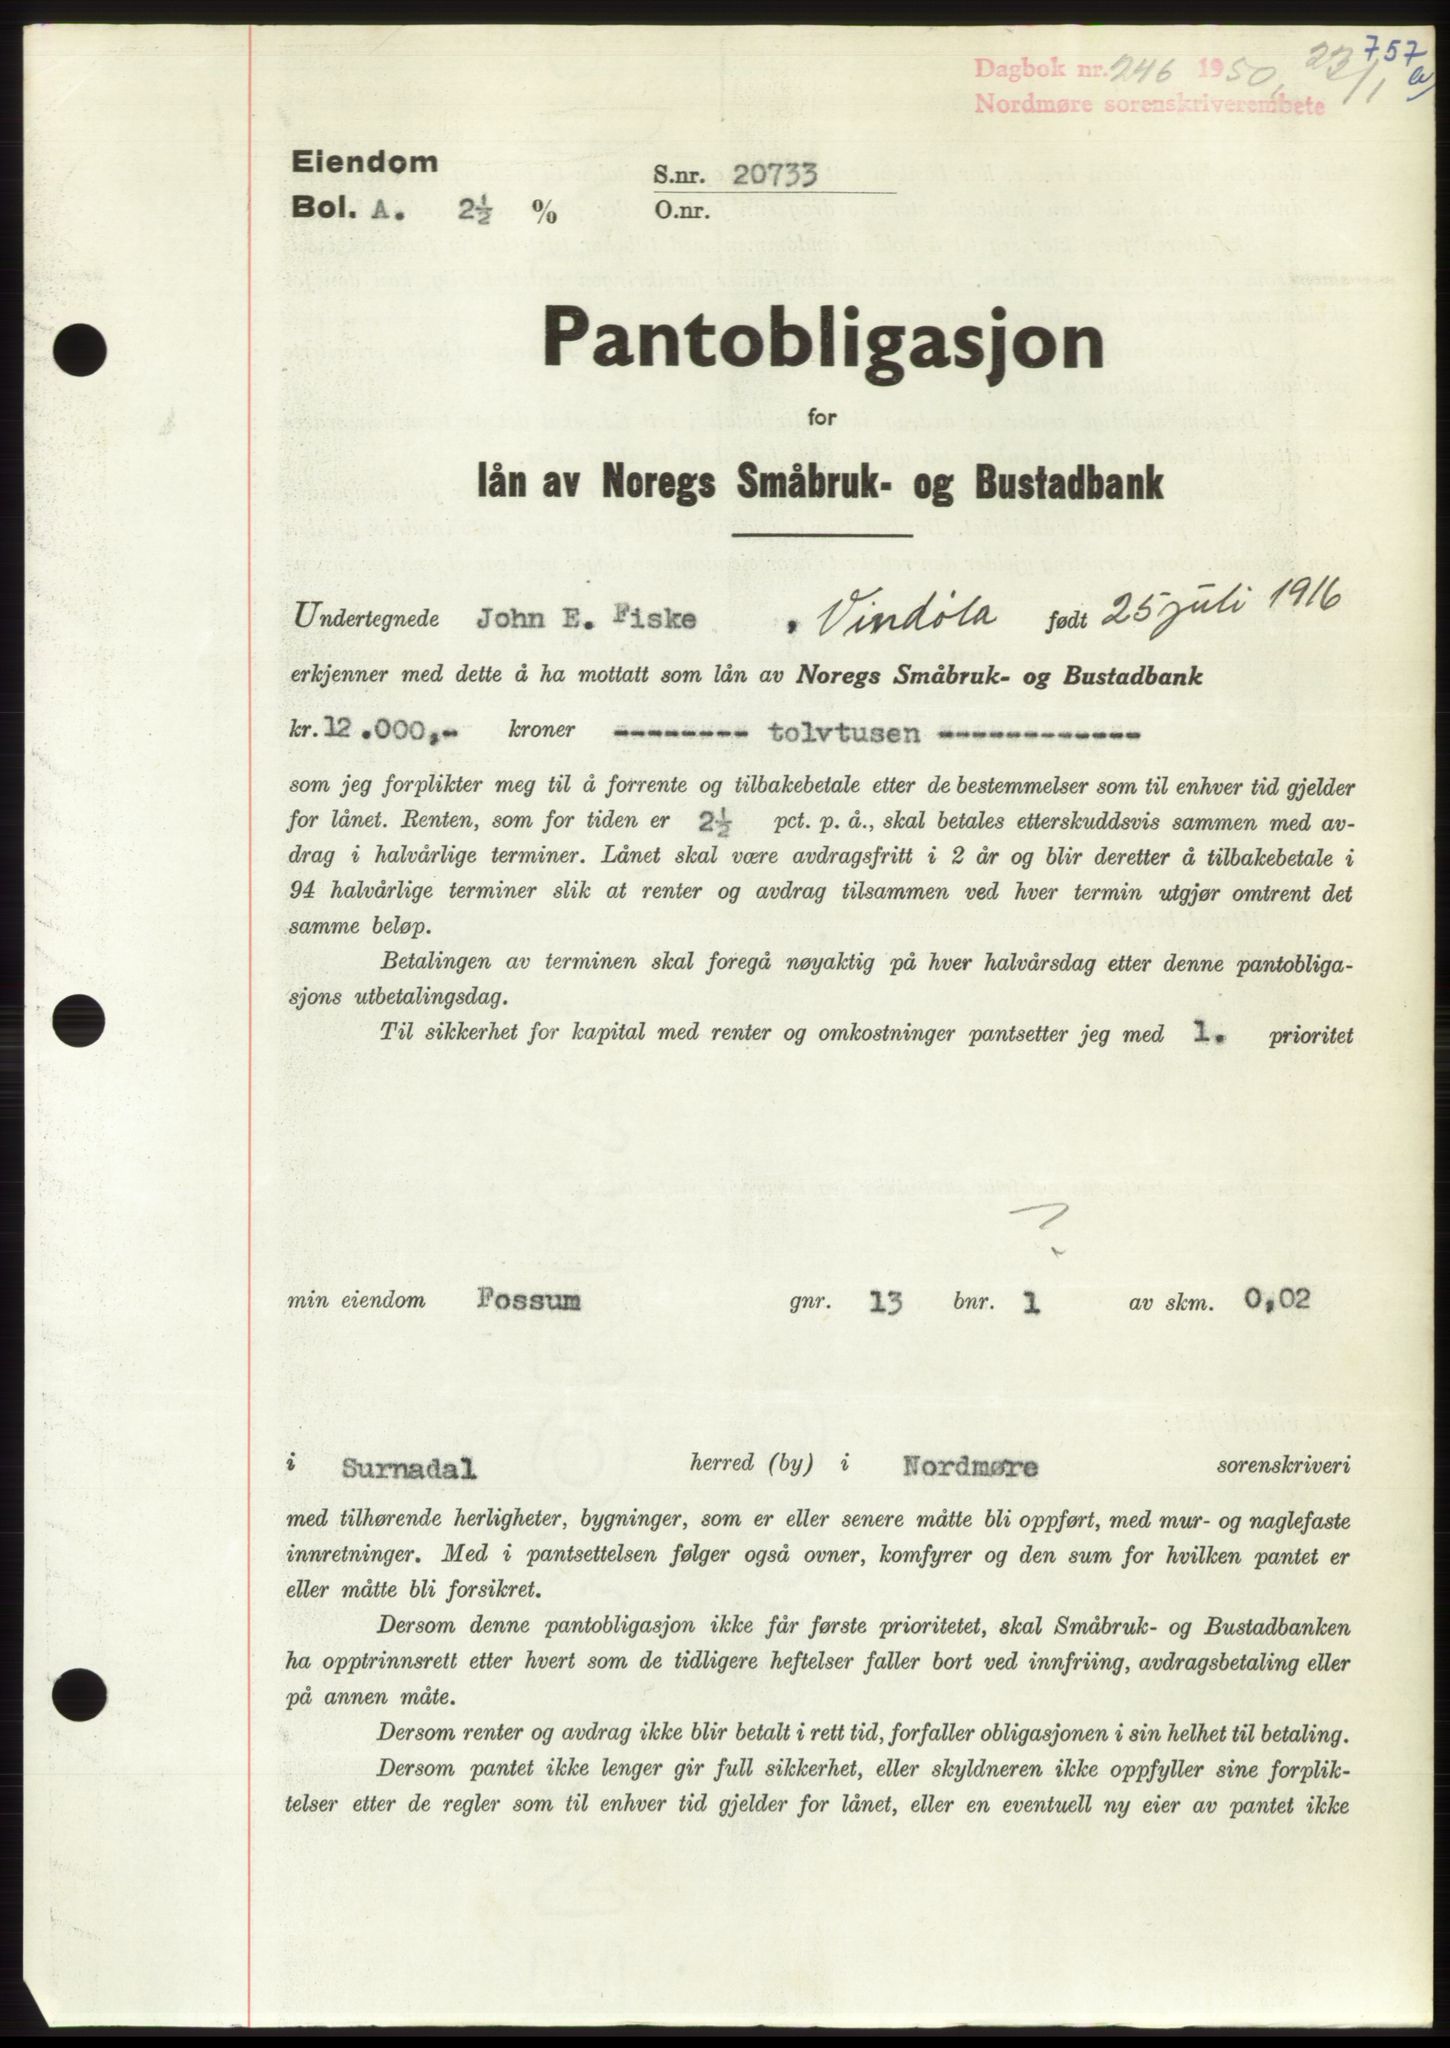 757
a)
Dagbok nr. 246 1950, 23/1
Nordmøre sorenskriverembete
Eiendom
S.nr. 20733
Bol. A. 2½ %
O.nr.
Pantobligasjon
for
lån av Noregs Småbruk- og Bustadbank
Undertegnede John E. Fiske , Vindøla født 25 juli 1916
erkjenner med dette å ha mottatt som lån av Noregs Småbruk- og Bustadbank
kr. 12.000,- kroner -------- tolvtusen ------------
som jeg forplikter meg til å forrente og tilbakebetale etter de bestemmelser som til enhver tid gjelder
for lånet. Renten, som for tiden er 2½ pct. p. å., skal betales etterskuddsvis sammen med av-
drag i halvårlige terminer. Lånet skal være avdragsfritt i 2 år og blir deretter å tilbakebetale i
94 halvårlige terminer slik at renter og avdrag tilsammen ved hver termin utgjør omtrent det
samme beløp.
Betalingen av terminen skal foregå nøyaktig på hver halvårsdag etter denne pantobliga-
sjons utbetalingsdag.
Til sikkerhet for kapital med renter og omkostninger pantsetter jeg med 1. prioritet
?
min eiendom Fossum gnr. 13 bnr. 1 av skm. 0,02
i Surnadal herred (by) i Nordmøre sorenskriveri
med tilhørende herligheter, bygninger, som er eller senere måtte bli oppført, med mur- og naglefaste
innretninger. Med i pantsettelsen følger også ovner, komfyrer og den sum for hvilken pantet er
eller måtte bli forsikret.
Dersom denne pantobligasjon ikke får første prioritetet, skal Småbruk- og Bustadbanken
ha opptrinnsrett etter hvert som de tidligere heftelser faller bort ved innfriing, avdragsbetaling eller
på annen måte.
Dersom renter og avdrag ikke blir betalt i rett tid, forfaller obligasjonen i sin helhet til betaling.
Dersom pantet ikke lenger gir full sikkerhet, eller skyldneren ikke oppfyller sine forplik-
telser etter de regler som til enhver tid gjelder for lånet, eller en eventuell ny eier av pantet ikke